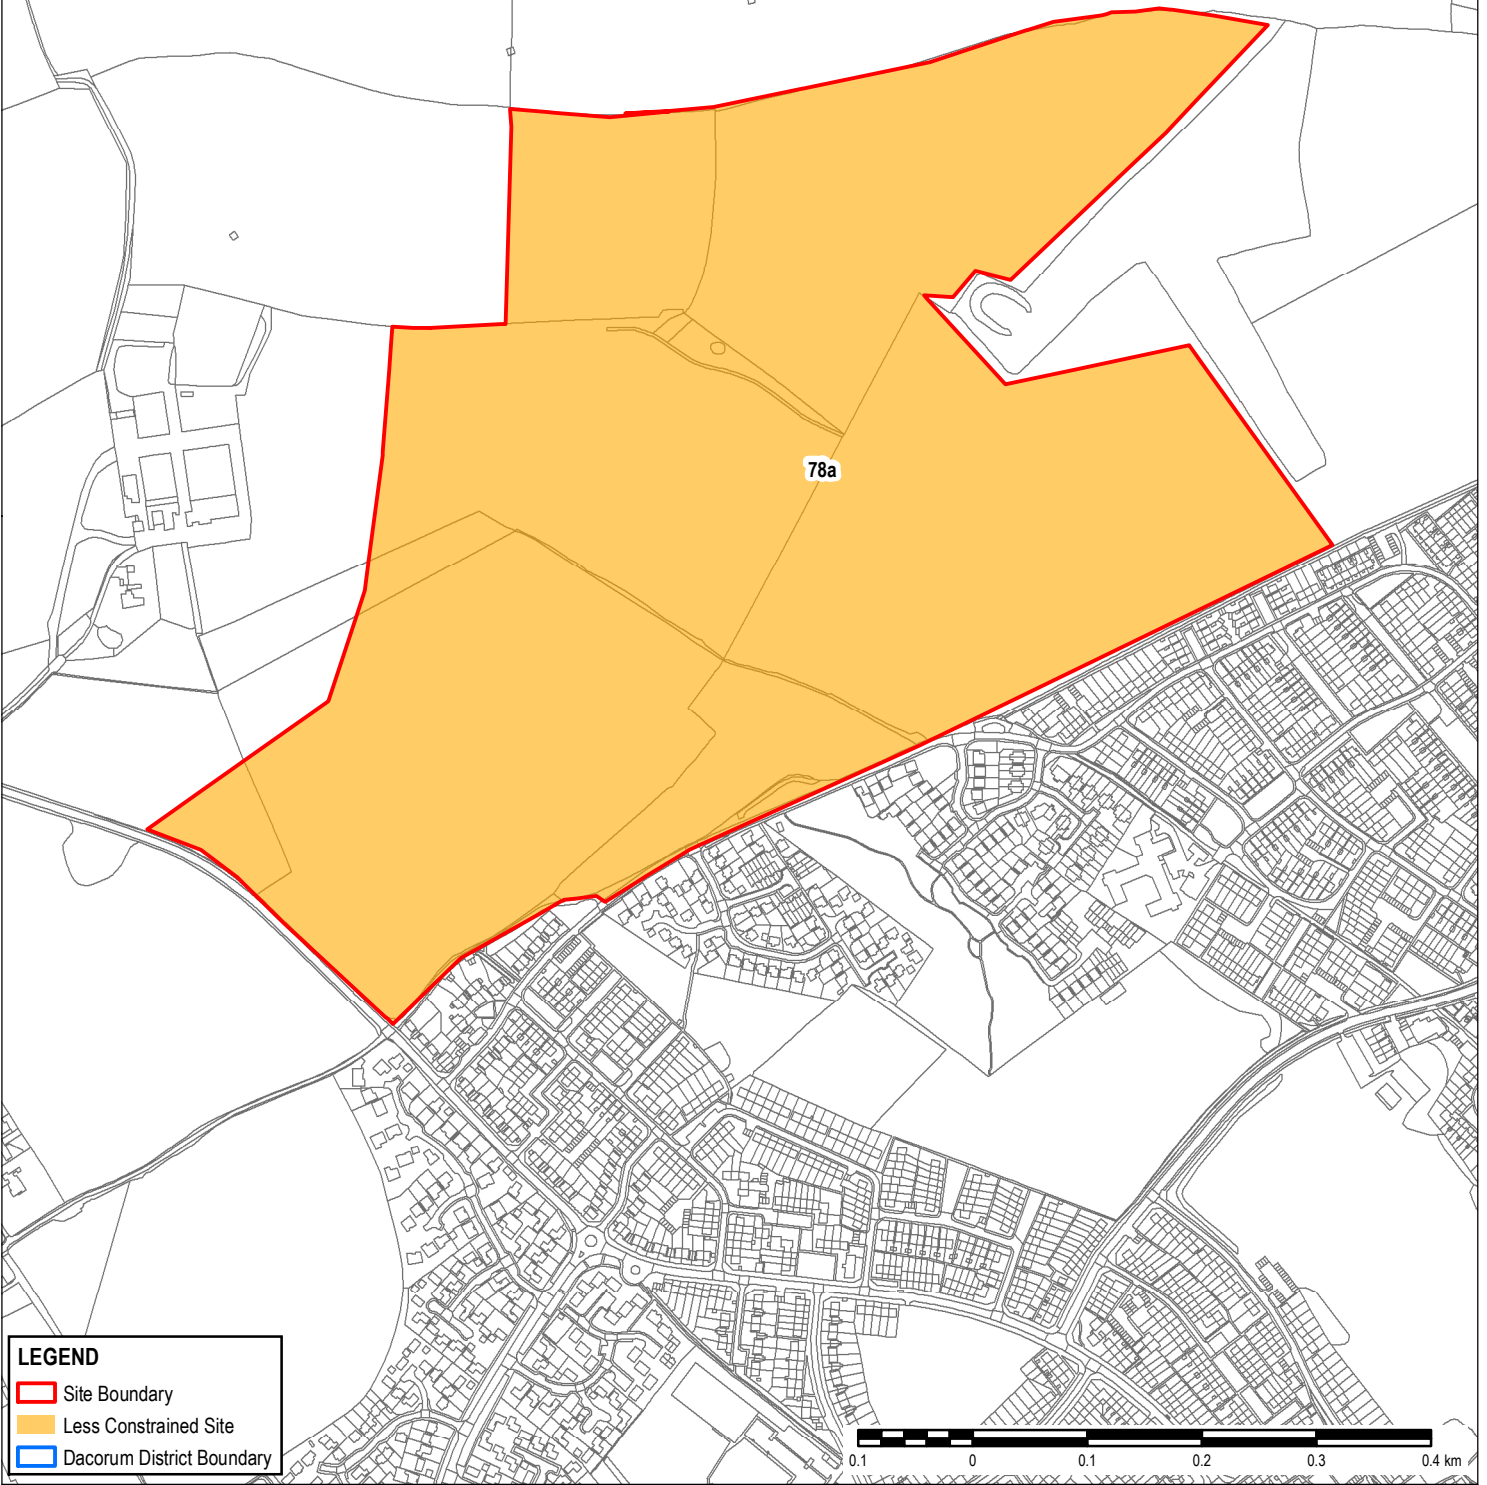 78a
LEGEND
Site Boundary
Less Constrained Site
Dacorum District Boundary
0.1 0 0.1 0.2 0.3 0.4 km